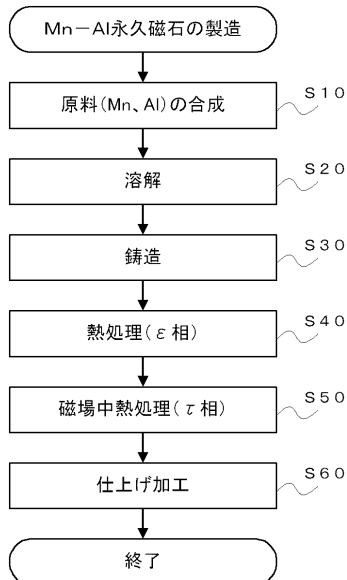 Mn－Al永久磁石の製造
原料(Mn、Al)の合成
S10
溶解
S20
鋳造
S30
熱処理(ε相)
S40
磁場中熱処理(τ相)
S50
仕上げ加工
S60
終了